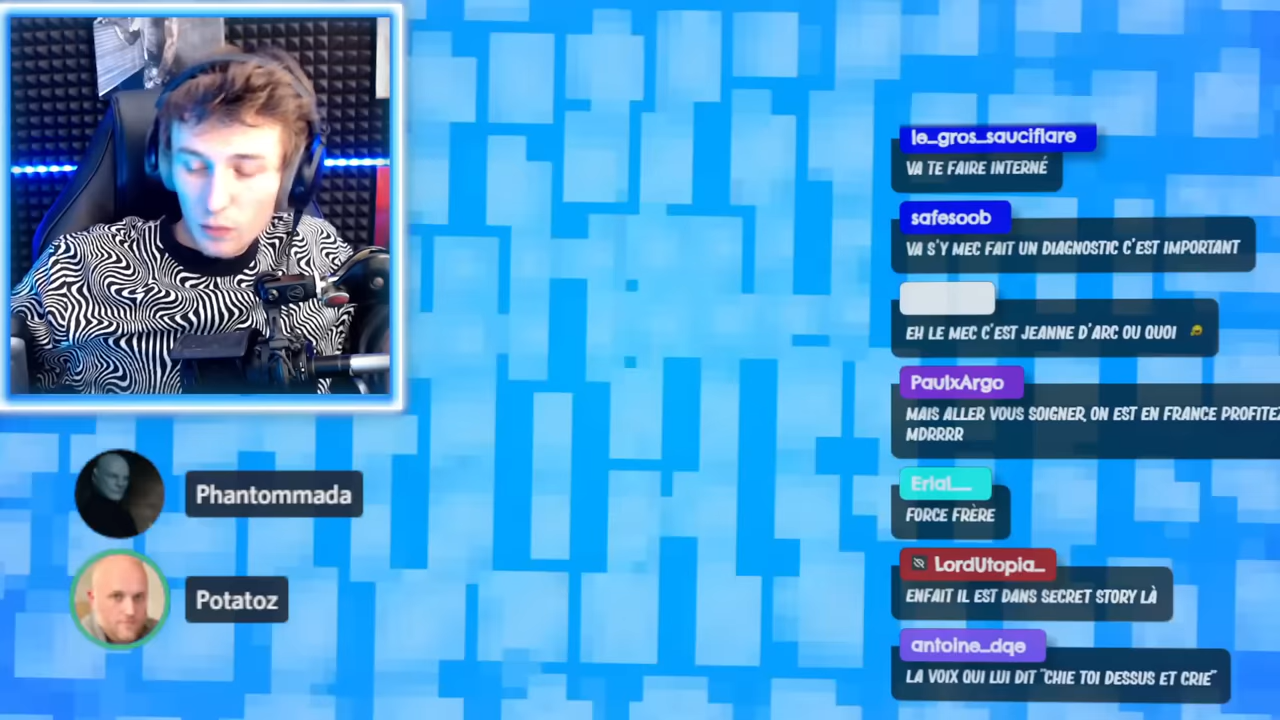 le_gros_sauciflare
VA TE FAIRE INTERNÉ
safesoob
VA S'Y MEC FAIT UN DIAGNOSTIC C'EST IMPORTANT
EH LE MEC C'EST JEANNE D'ARC OU QUOI
PaulxArgo
MAIS ALLER VOUS SOIGNER, ON EST EN FRANCE PROFITEZ
MDRRRR
Erial__
FORCE FRÈRE
LordUtopia_
ENFAIT IL EST DANS SECRET STORY LÀ
antoine_dqe
LA VOIX QUI LUI DIT "CHIE TOI DESSUS ET CRIE"
Phantommada
Potatoz